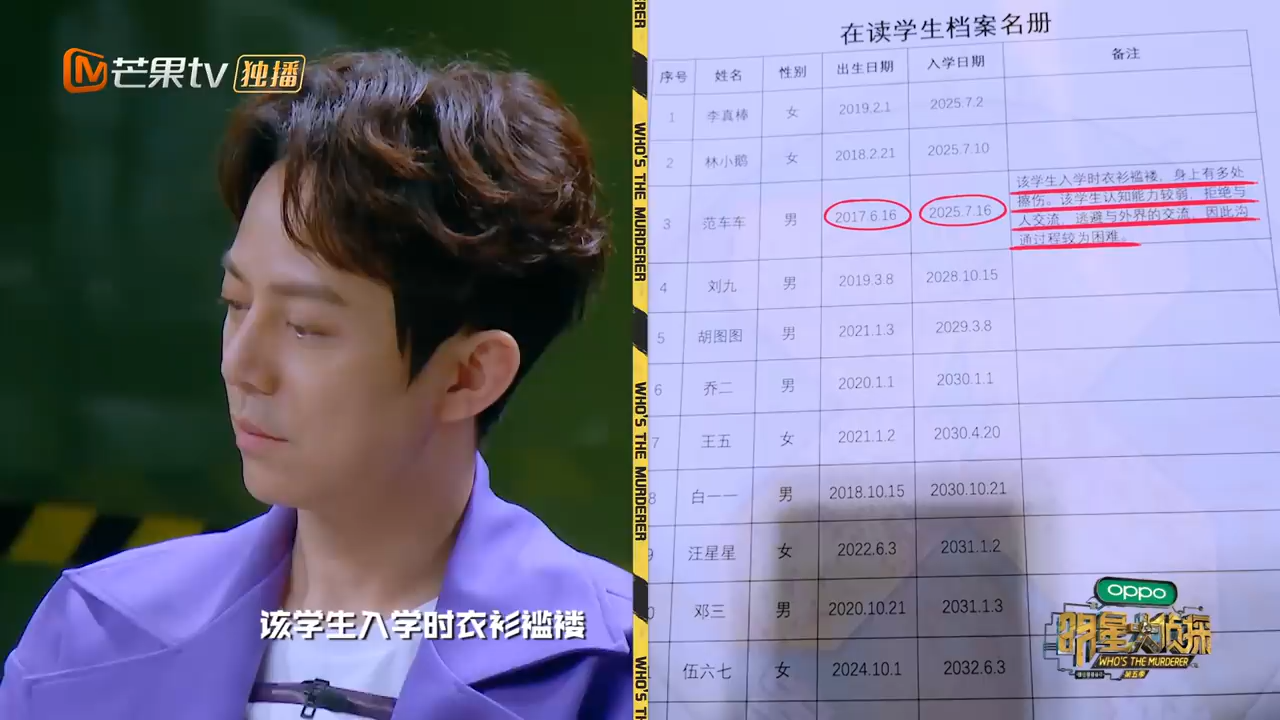 芒果tv 独播
该学生入学时衣衫褴褛
WHO'S THE MURDERER
WHO'S THE MURDERER
WHO'S THE MURDERER
在读学生档案名册
序号 姓名 性别 出生日期 入学日期 备注
1 李真棒 女 2019.2.1 2025.7.2
2 林小鹅 女 2018.2.21 2025.7.10
3 范车车 男 2017.6.16 2025.7.16
该学生入学时衣衫褴褛，身上有多处
擦伤。该学生认知能力较弱，拒绝与
人交流，逃避与外界的交流，因此沟
通过程较为困难。
4 刘九 男 2019.3.8 2028.10.15
5 胡图图 男 2021.1.3 2029.3.8
6 乔二 男 2020.1.1 2030.1.1
7 王五 女 2021.1.2 2030.4.20
8 白一一 男 2018.10.15 2030.10.21
9 汪星星 女 2022.6.3 2031.1.2
0 邓三 男 2020.10.21 2031.1.3
伍六七 女 2024.10.1 2032.6.3
oppo
明星大侦探
WHO'S THE MURDERER
第五季